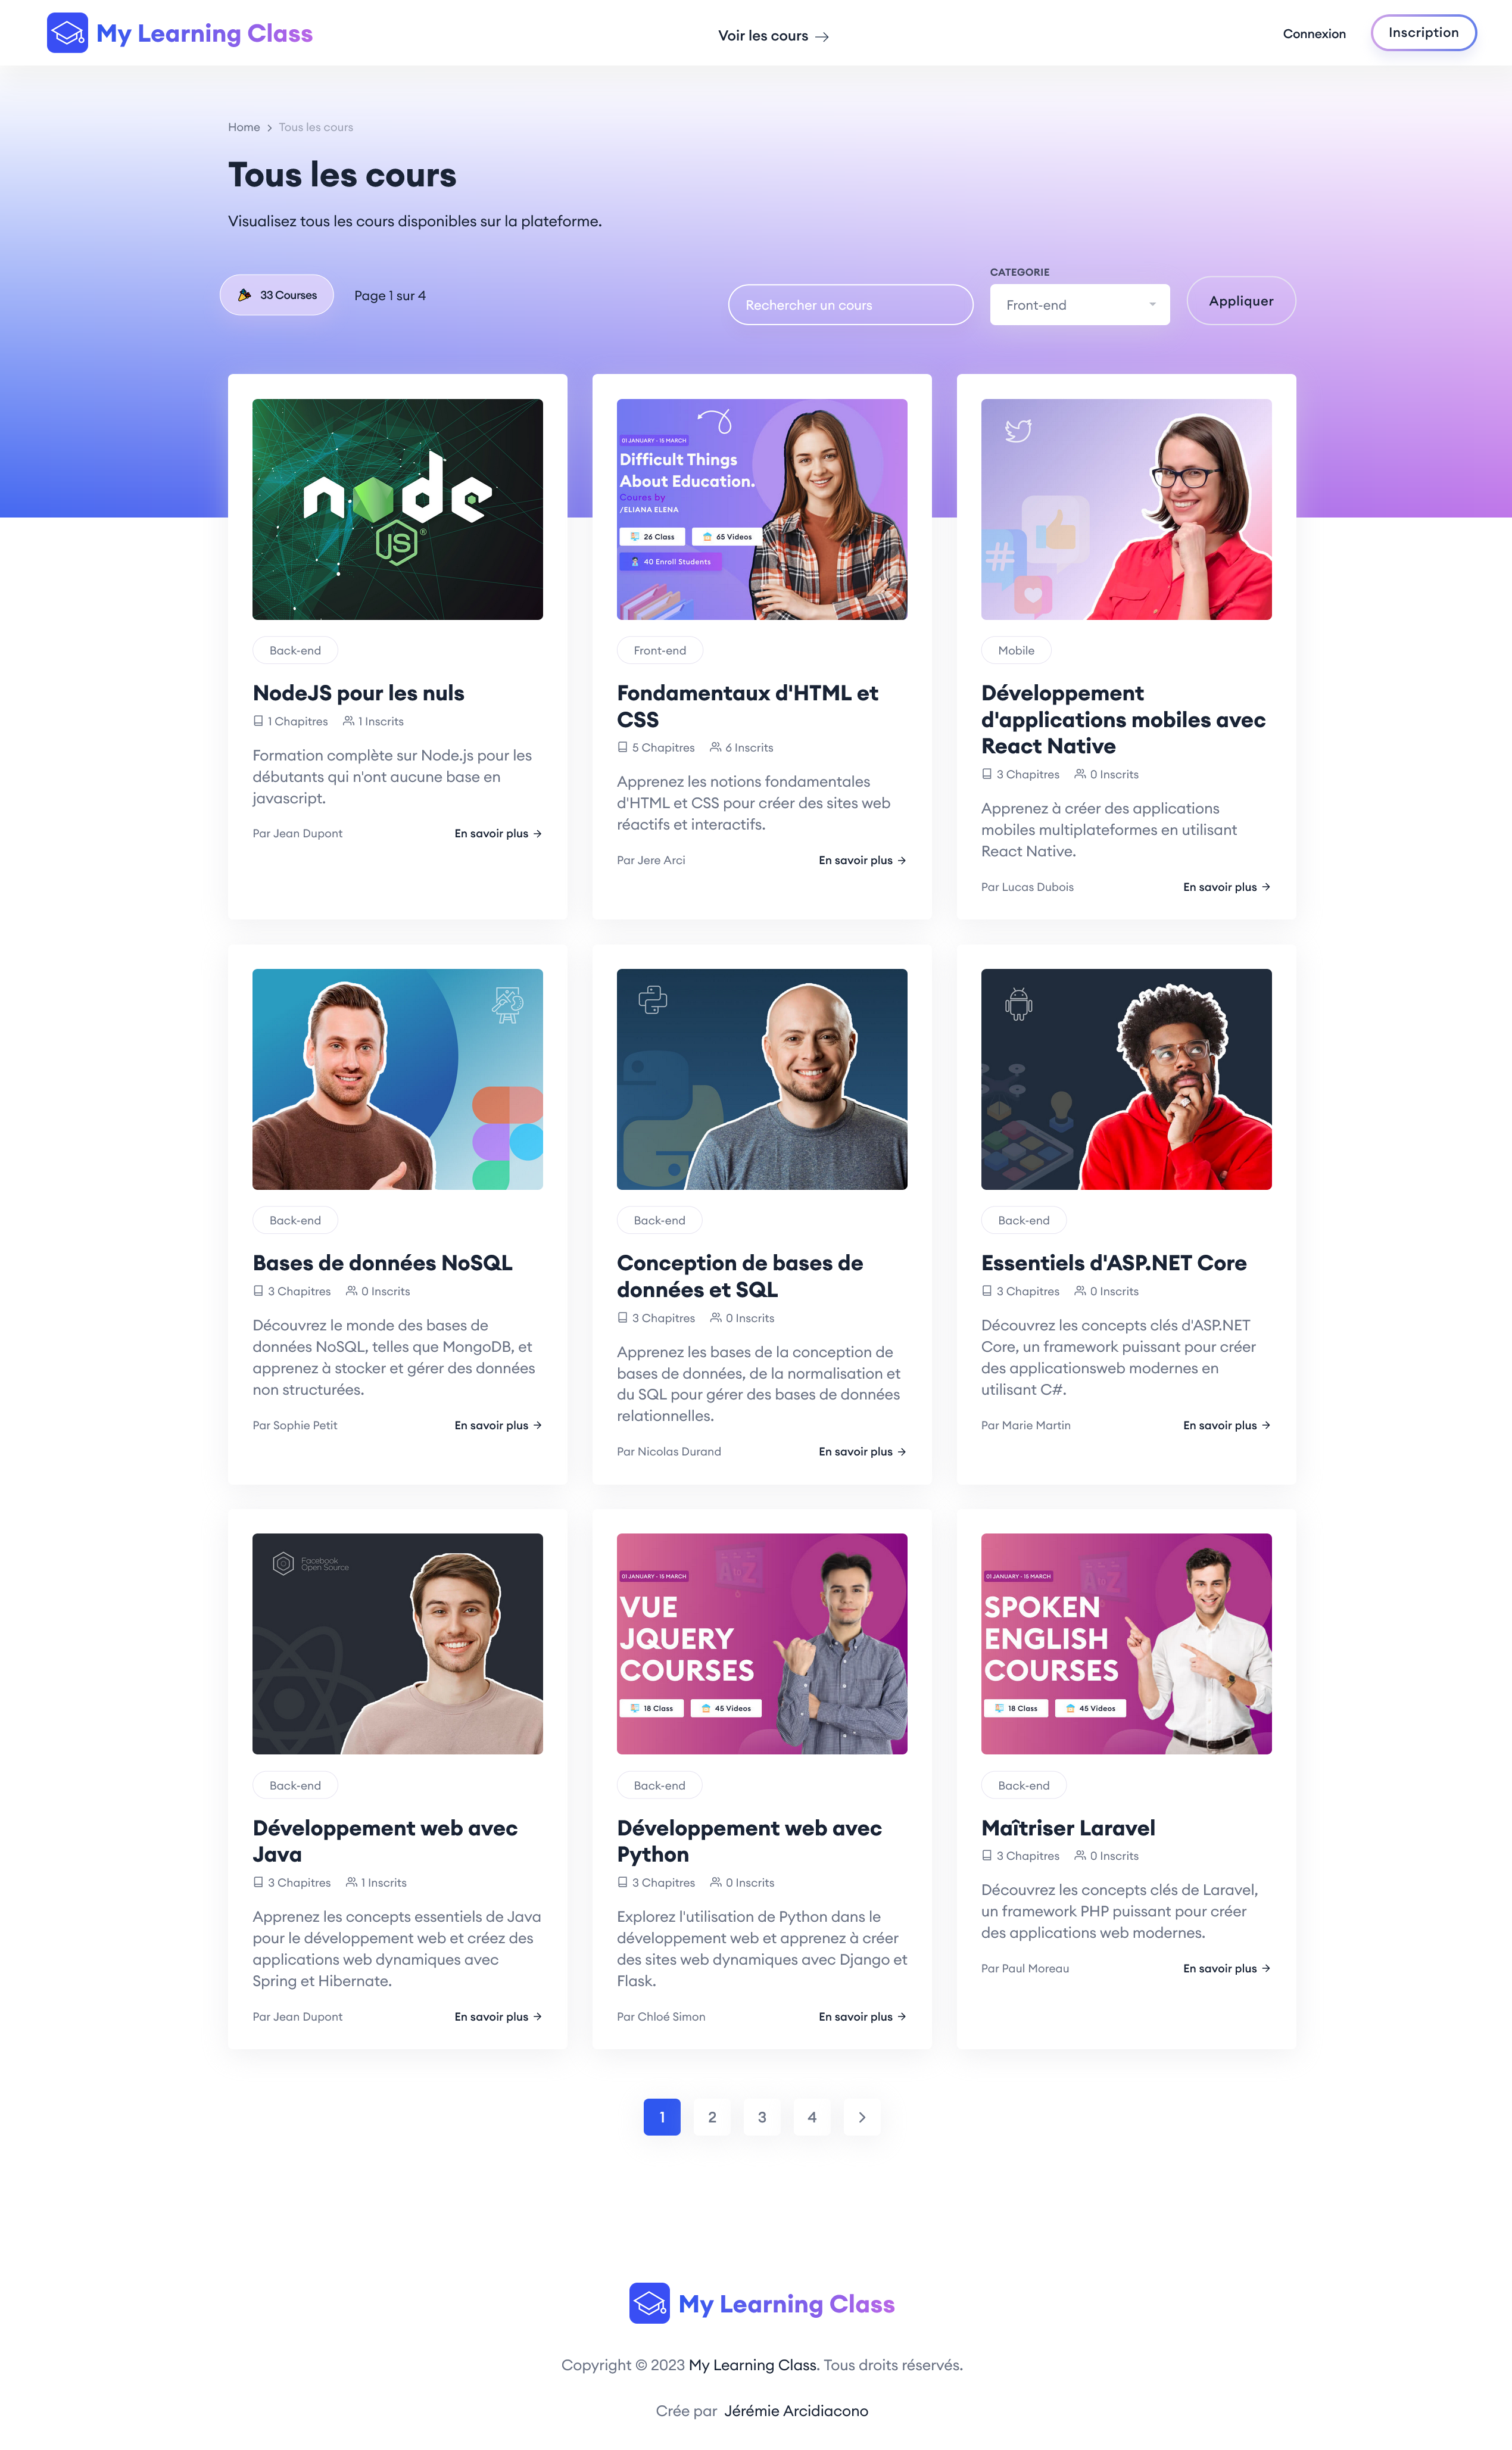 My Learning Class
Voir les cours
Connexion
Inscription
Home
Tous les cours
Tous les cours
Visualisez tous les cours disponibles sur la plateforme.
33 Courses
Page 1 sur 4
Rechercher un cours
CATEGORIE
Front-end
Appliquer
node
JS
Back-end
NodeJS pour les nuls
1 Chapitres 1 Inscrits
Formation complète sur Node.js pour les
débutants qui n'ont aucune base en
javascript.
Par Jean Dupont
En savoir plus
01 JANUARY - 15 MARCH
Difficult Things
About Education.
Coures by
/ELIANA ELENA
26 Class 65 Videos
40 Enroll Students
Front-end
Fondamentaux d'HTML et
CSS
5 Chapitres 6 Inscrits
Apprenez les notions fondamentales
d'HTML et CSS pour créer des sites web
réactifs et interactifs.
Par Jere Arci
En savoir plus
#
Mobile
Développement
d'applications mobiles avec
React Native
3 Chapitres 0 Inscrits
Apprenez à créer des applications
mobiles multiplateformes en utilisant
React Native.
Par Lucas Dubois
En savoir plus
Back-end
Bases de données NoSQL
3 Chapitres 0 Inscrits
Découvrez le monde des bases de
données NoSQL, telles que MongoDB, et
apprenez à stocker et gérer des données
non structurées.
Par Sophie Petit
En savoir plus
Back-end
Conception de bases de
données et SQL
3 Chapitres 0 Inscrits
Apprenez les bases de la conception de
bases de données, de la normalisation et
du SQL pour gérer des bases de données
relationnelles.
Par Nicolas Durand
En savoir plus
Back-end
Essentiels d'ASP.NET Core
3 Chapitres 0 Inscrits
Découvrez les concepts clés d'ASP.NET
Core, un framework puissant pour créer
des applicationsweb modernes en
utilisant C#.
Par Marie Martin
En savoir plus
Facebook
Open Source
Back-end
Développement web avec
Java
3 Chapitres 1 Inscrits
Apprenez les concepts essentiels de Java
pour le développement web et créez des
applications web dynamiques avec
Spring et Hibernate.
Par Jean Dupont
En savoir plus
01 JANUARY - 15 MARCH
A to Z
VUE
JQUERY
COURSES
18 Class 45 Videos
Back-end
Développement web avec
Python
3 Chapitres 0 Inscrits
Explorez l'utilisation de Python dans le
développement web et apprenez à créer
des sites web dynamiques avec Django et
Flask.
Par Chloé Simon
En savoir plus
01 JANUARY - 15 MARCH
A to Z
SPOKEN
ENGLISH
COURSES
18 Class 45 Videos
Back-end
Maîtriser Laravel
3 Chapitres 0 Inscrits
Découvrez les concepts clés de Laravel,
un framework PHP puissant pour créer
des applications web modernes.
Par Paul Moreau
En savoir plus
1 2 3 4
My Learning Class
Copyright © 2023 My Learning Class. Tous droits réservés.
Crée par Jérémie Arcidiacono